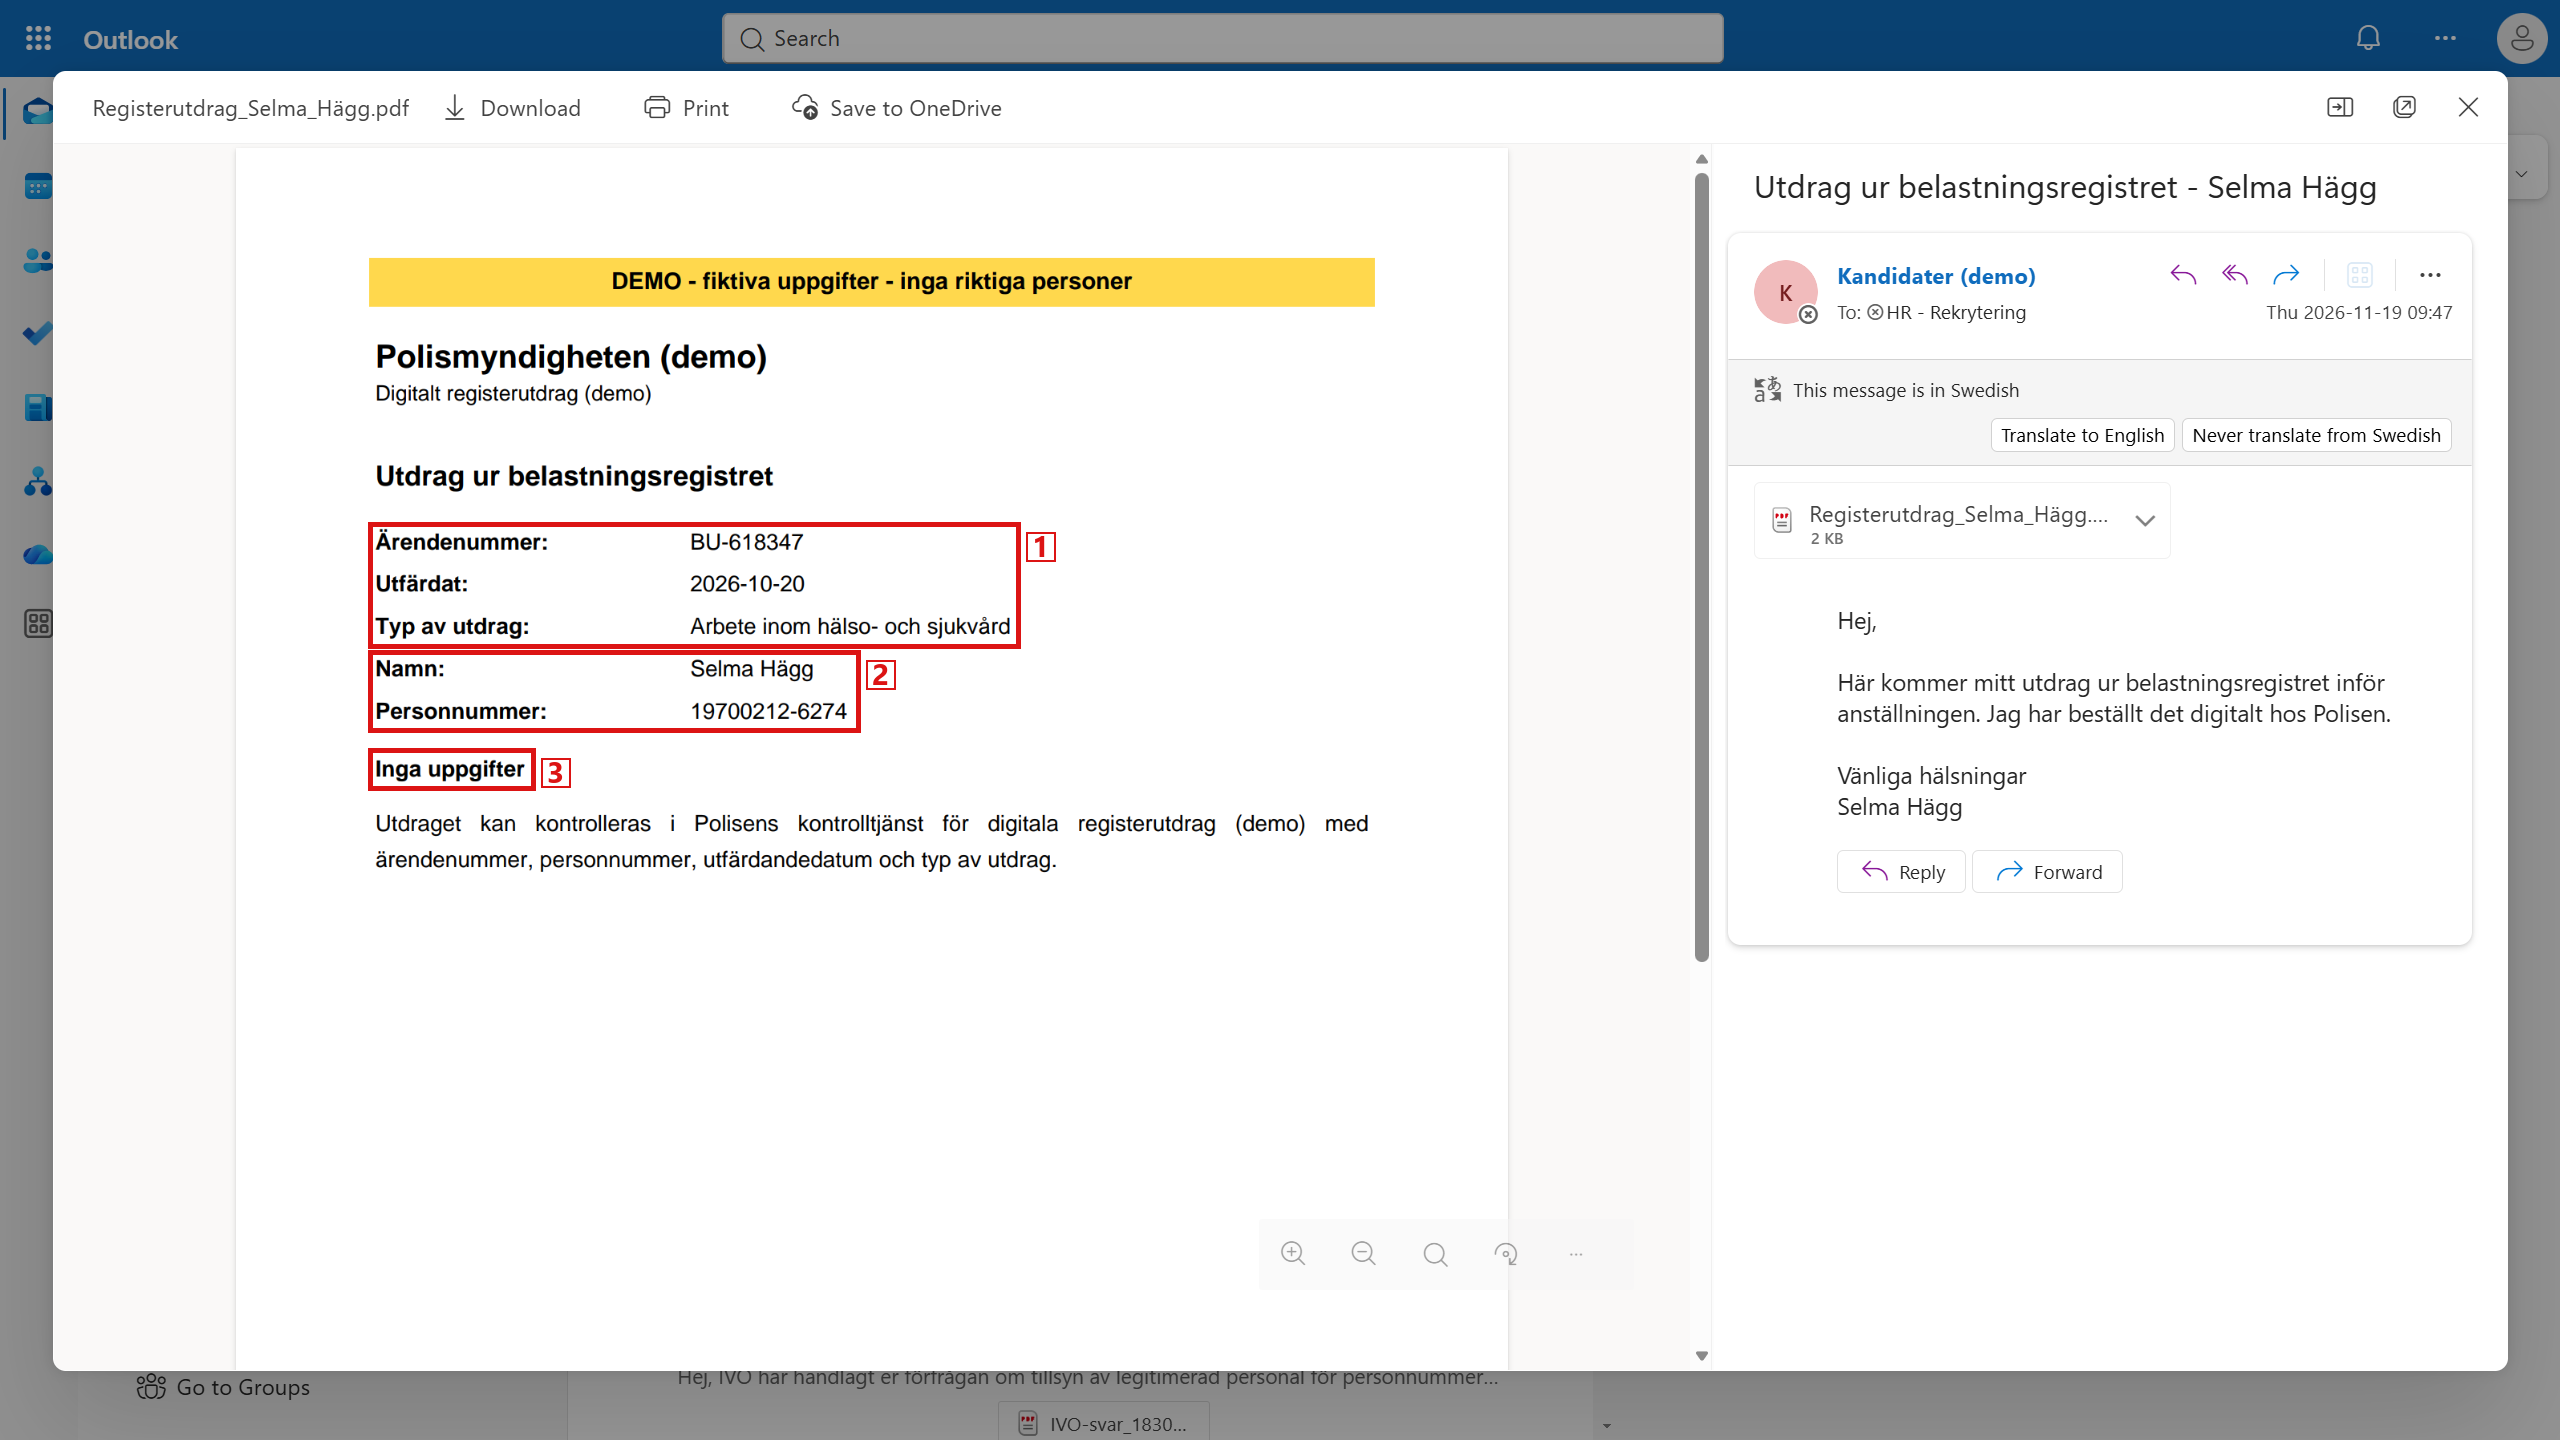 Outlook
Search
Registerutdrag_Selma_Hägg.pdf
Download
Print
Save to OneDrive
DEMO - fiktiva uppgifter - inga riktiga personer
Polismyndigheten (demo)
Digitalt registerutdrag (demo)
Utdrag ur belastningsregistret
Ärendenummer: BU-618347
1
Utfärdat: 2026-10-20
Typ av utdrag: Arbete inom hälso- och sjukvård
Namn: Selma Hägg
2
Personnummer: 19700212-6274
Inga uppgifter
3
Utdraget kan kontrolleras i Polisens kontrolltjänst för digitala registerutdrag (demo) med
ärendenummer, personnummer, utfärdandedatum och typ av utdrag.
Utdrag ur belastningsregistret - Selma Hägg
K
Kandidater (demo)
To: HR - Rekrytering
Thu 2026-11-19 09:47
This message is in Swedish
Translate to English
Never translate from Swedish
Registerutdrag_Selma_Hägg....
2 KB
Hej,
Här kommer mitt utdrag ur belastningsregistret inför
anställningen. Jag har beställt det digitalt hos Polisen.
Vänliga hälsningar
Selma Hägg
Reply
Forward
Go to Groups
Hej, IVO har handlagt er förfrågan om tillsyn av legitimerad personal för personnummer...
IVO-svar_1830...